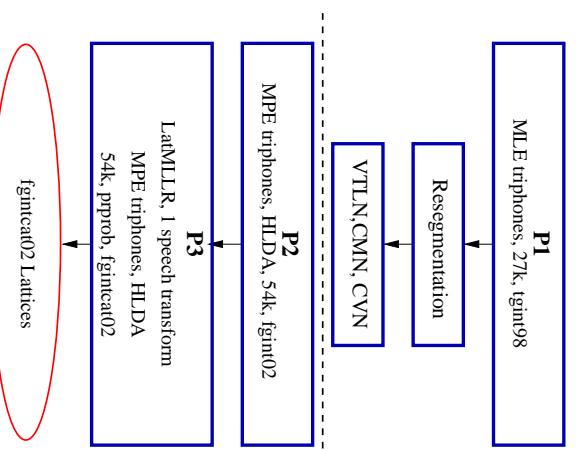 P1
MLE triphones, 27k, tgint98
Resegmentation
VTLN,CMN, CVN
P2
MPE triphones, HLDA, 54k, fgint02
P3
LatMLLR, 1 speech transform
MPE triphones, HLDA
54k, prprob, fgintcat02
fgintcat02 Lattices